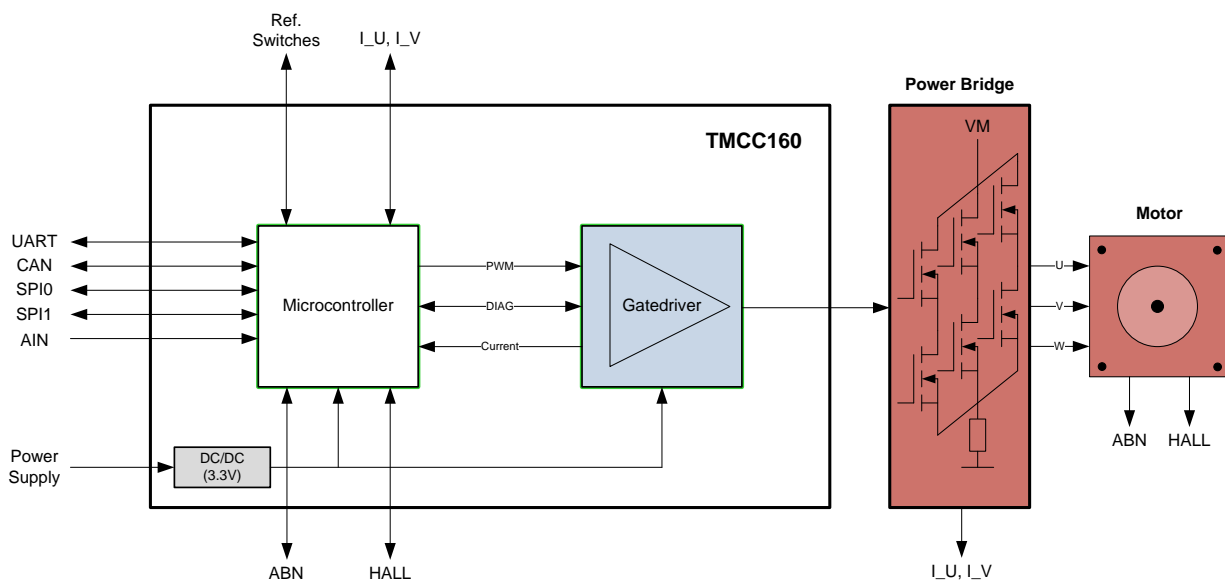 Ref.
Switches
I_U, I_V
Power Bridge
VM
TMCC160
Motor
UART
CAN
SPI0
SPI1
AIN
Microcontroller
PWM
DIAG
Current
Gatedriver
U
V
W
ABN
HALL
Power
Supply
DC/DC
(3.3V)
ABN
HALL
I_U, I_V